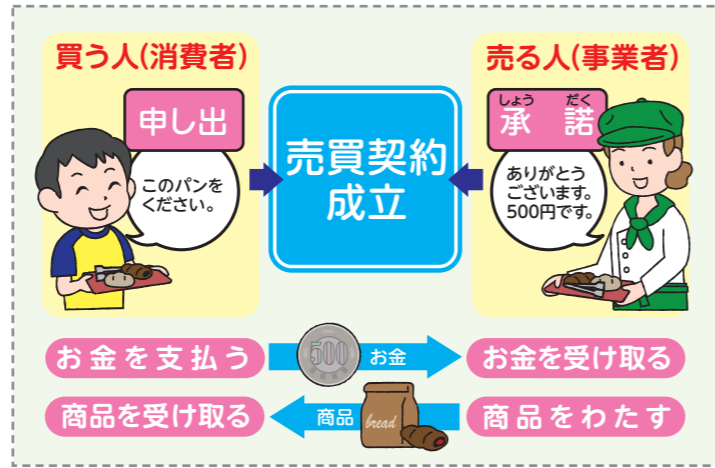 買う人(消費者)
申し出
このパンを
ください。
売買契約
成立
売る人(事業者)
しょう だく
承 諾
ありがとう
ございます。
500円です。
お金を支払う
500
お金
お金を受け取る
商品を受け取る
商品
bread
商品をわたす